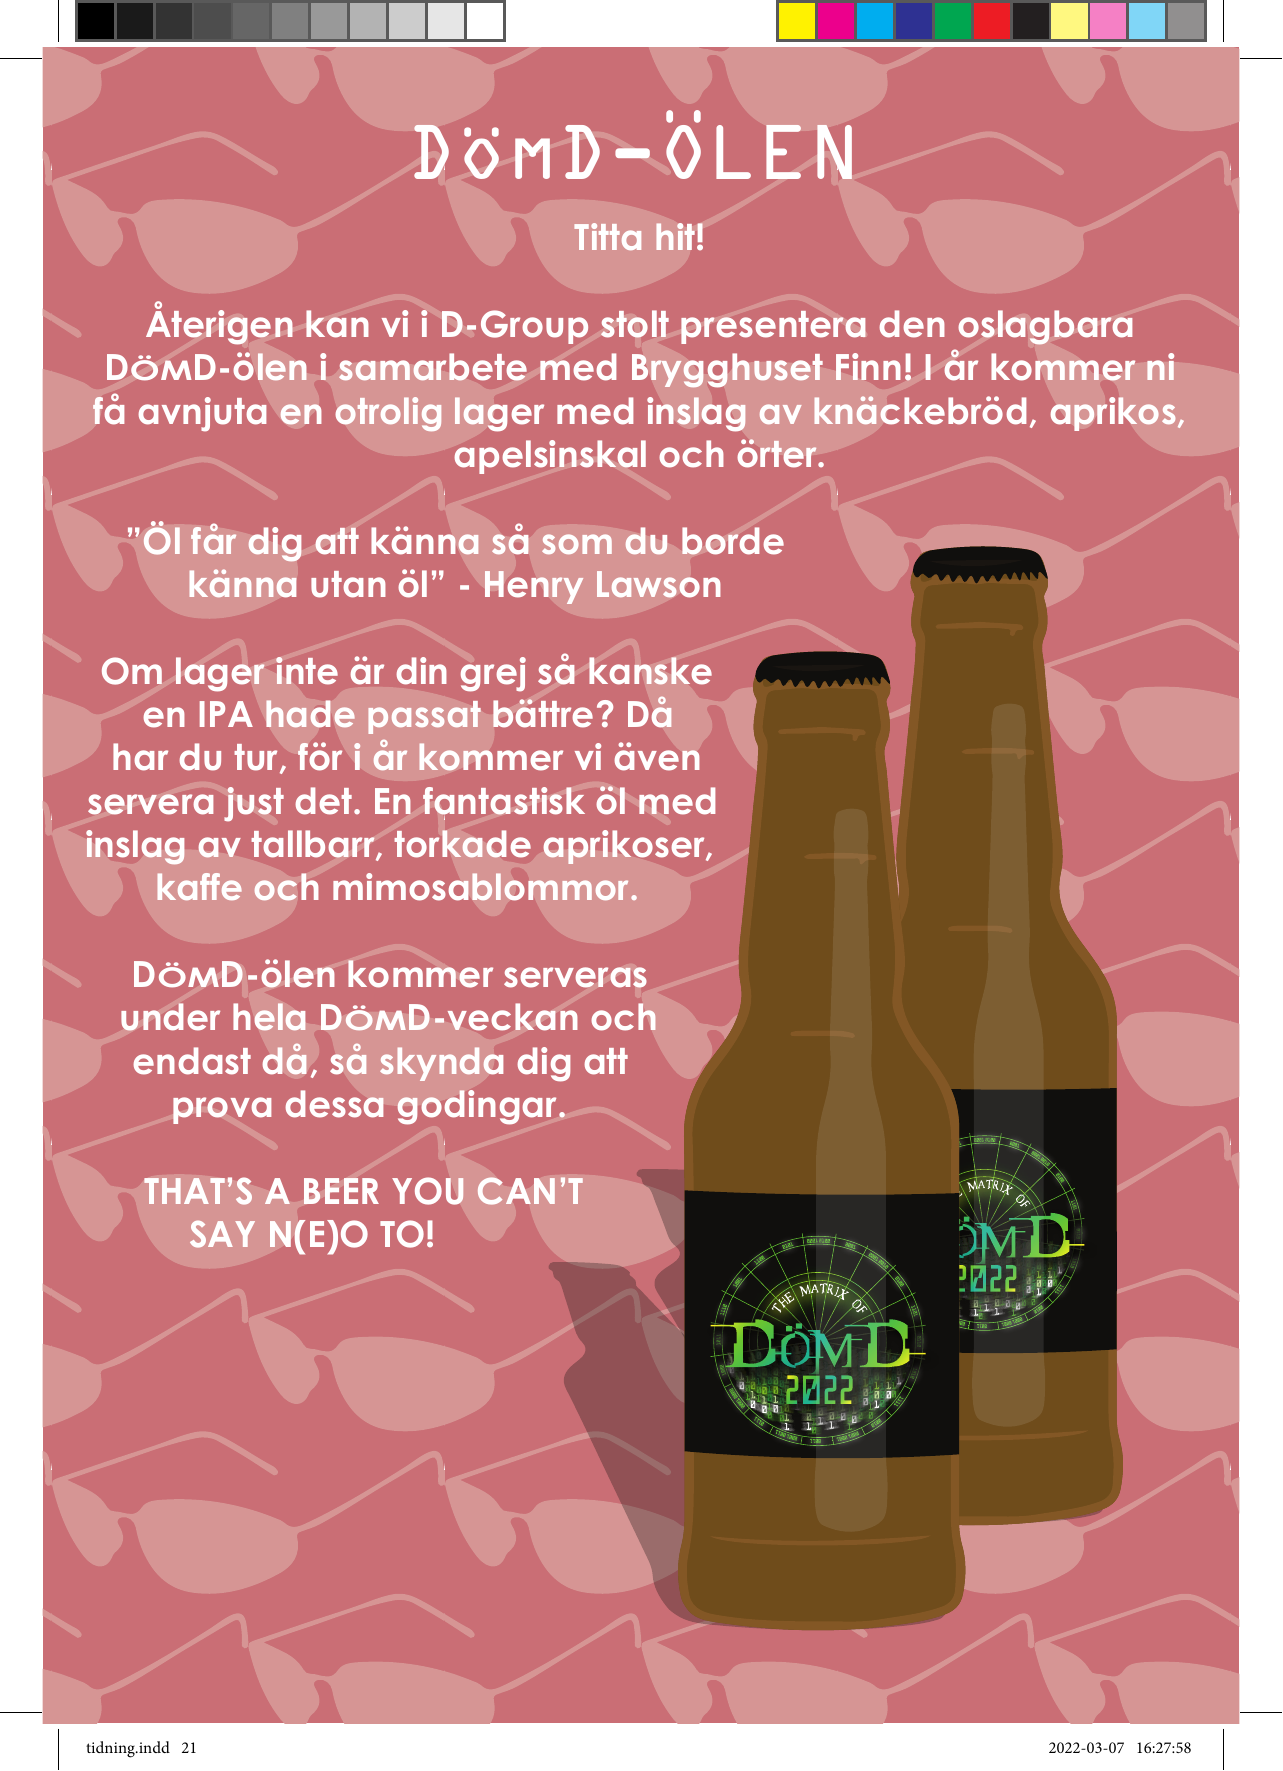 DömD-ÖLEN
Titta hit!
Återigen kan vi i D-Group stolt presentera den oslagbara
DömD-ölen i samarbete med Brygghuset Finn! I år kommer ni
få avnjuta en otrolig lager med inslag av knäckebröd, aprikos,
apelsinskal och örter.
”Öl får dig att känna så som du borde
känna utan öl” - Henry Lawson
Om lager inte är din grej så kanske
en IPA hade passat bättre? Då
har du tur, för i år kommer vi även
servera just det. En fantastisk öl med
inslag av tallbarr, torkade aprikoser,
kaffe och mimosablommor.
DömD-ölen kommer serveras
under hela DömD-veckan och
endast då, så skynda dig att
prova dessa godingar.
THAT’S A BEER YOU CAN’T
SAY N(E)O TO!
MATRIX OF
ÖMD
2022
THE MATRIX OF
DÖMD
2022
tidning.indd 21
2022-03-07 16:27:58